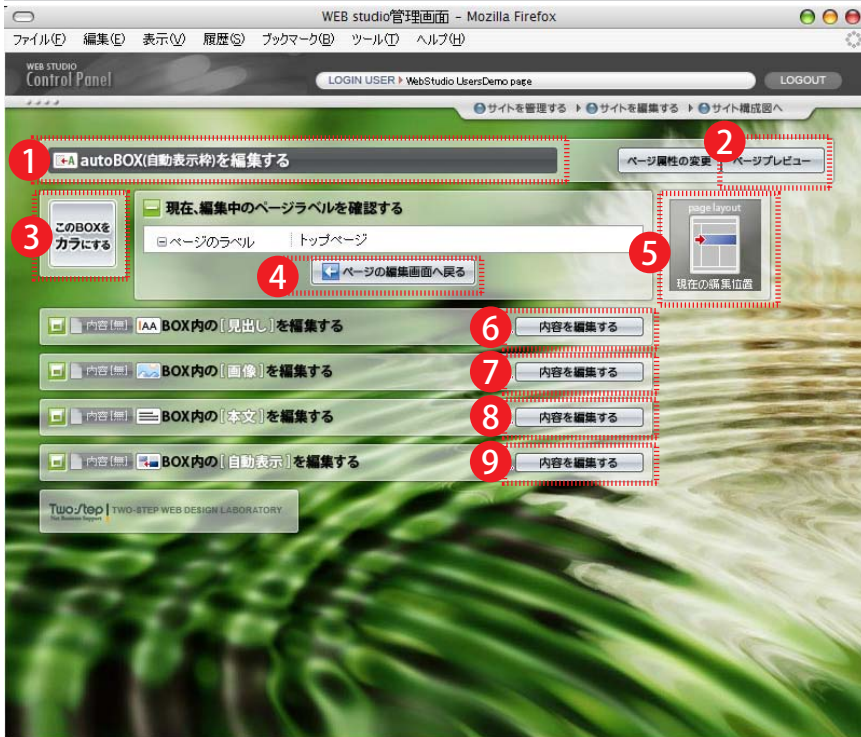 WEB studio管理画面 - Mozilla Firefox
ファイル(F) 編集(E) 表示(V) 履歴(S) ブックマーク(B) ツール(T) ヘルプ(H)
WEB STUDIO
Control Panel
LOGIN USER WebStudio UsersDemo page
LOGOUT
サイトを管理する サイトを編集する サイト構成図へ
1
A autoBOX(自動表示枠)を編集する
ページ属性の変更
2
ページプレビュー
3
このBOXを
カラにする
現在、編集中のページラベルを確認する
ページのラベル トップページ
4
ページの編集画面へ戻る
5
page layout
現在の編集位置
内容[無] AA BOX内の[見出し]を編集する 6 内容を編集する
内容[無] BOX内の[画像]を編集する 7 内容を編集する
内容[無] BOX内の[本文]を編集する 8 内容を編集する
内容[無] BOX内の[自動表示]を編集する 9 内容を編集する
Two-Step TWO-STEP WEB DESIGN LABORATORY